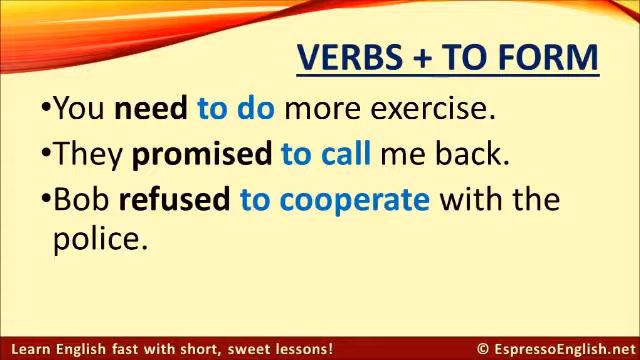 VERBS + TO FORM
•You need to do more exercise.
•They promised to call me back.
•Bob refused to cooperate with the
police.
Learn English fast with short, sweet lessons! © EspressoEnglish.net